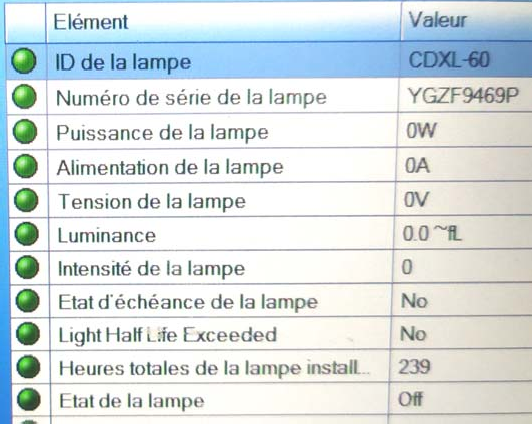 Elément Valeur
ID de la lampe CDXL-60
Numéro de série de la lampe YGZF9469P
Puissance de la lampe 0W
Alimentation de la lampe 0A
Tension de la lampe 0V
Luminance 0.0 ~fL
Intensité de la lampe 0
Etat d'échéance de la lampe No
Light Half Life Exceeded No
Heures totales de la lampe install... 239
Etat de la lampe Off